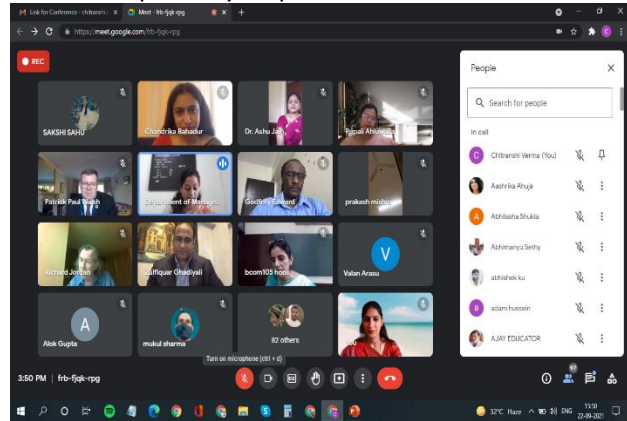 Link for Conference - chitranshi
Meet - frb-fjqk-rpg
https://meet.google.com/frb-fjqk-rpg
REC
People
Search for people
In call
Chitranshi Verma (You)
Aashrika Ahuja
Abhilasha Shukla
Abhimanyu Sethy
abhishek ku
adam hussein
AJAY EDUCATOR
SAKSHI SAHU
Chandrika Bahadur
Dr. Ashu Jain
Rupali Ahluwalia
Patrick Paul Walsh
Department of Manage...
Godfrey Edward
prakash mishra
Richard Jordan
Zulfiquar Ghadiyali
bcom105 hons
Valan Arasu
V
Alok Gupta
A
mukul sharma
82 others
You
Turn on microphone (ctrl + d)
3:50 PM | frb-fjqk-rpg
97
32°C Haze
ENG
15:50
22-09-2021